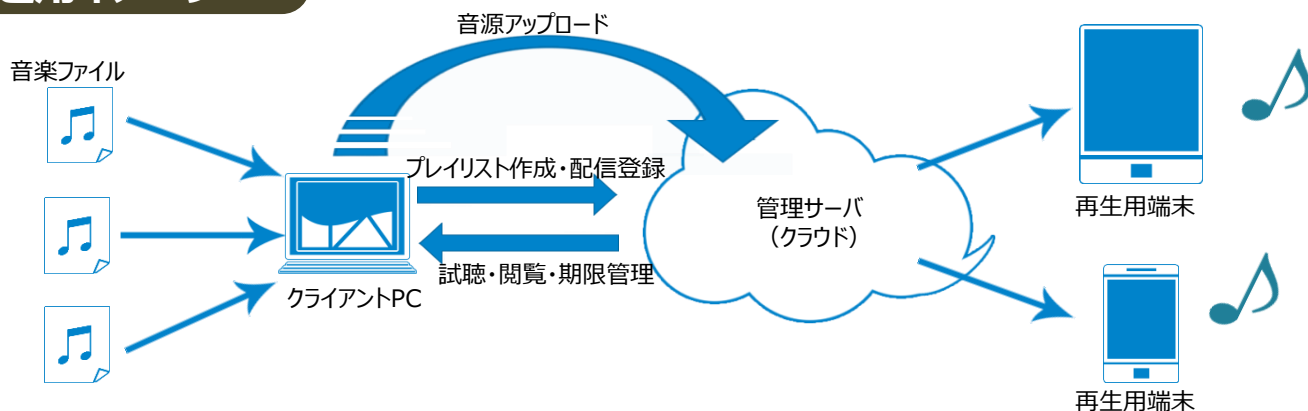 音源アップロード
音楽ファイル
プレイリスト作成・配信登録
管理サーバ
（クラウド）
再生用端末
試聴・閲覧・期限管理
クライアントPC
再生用端末